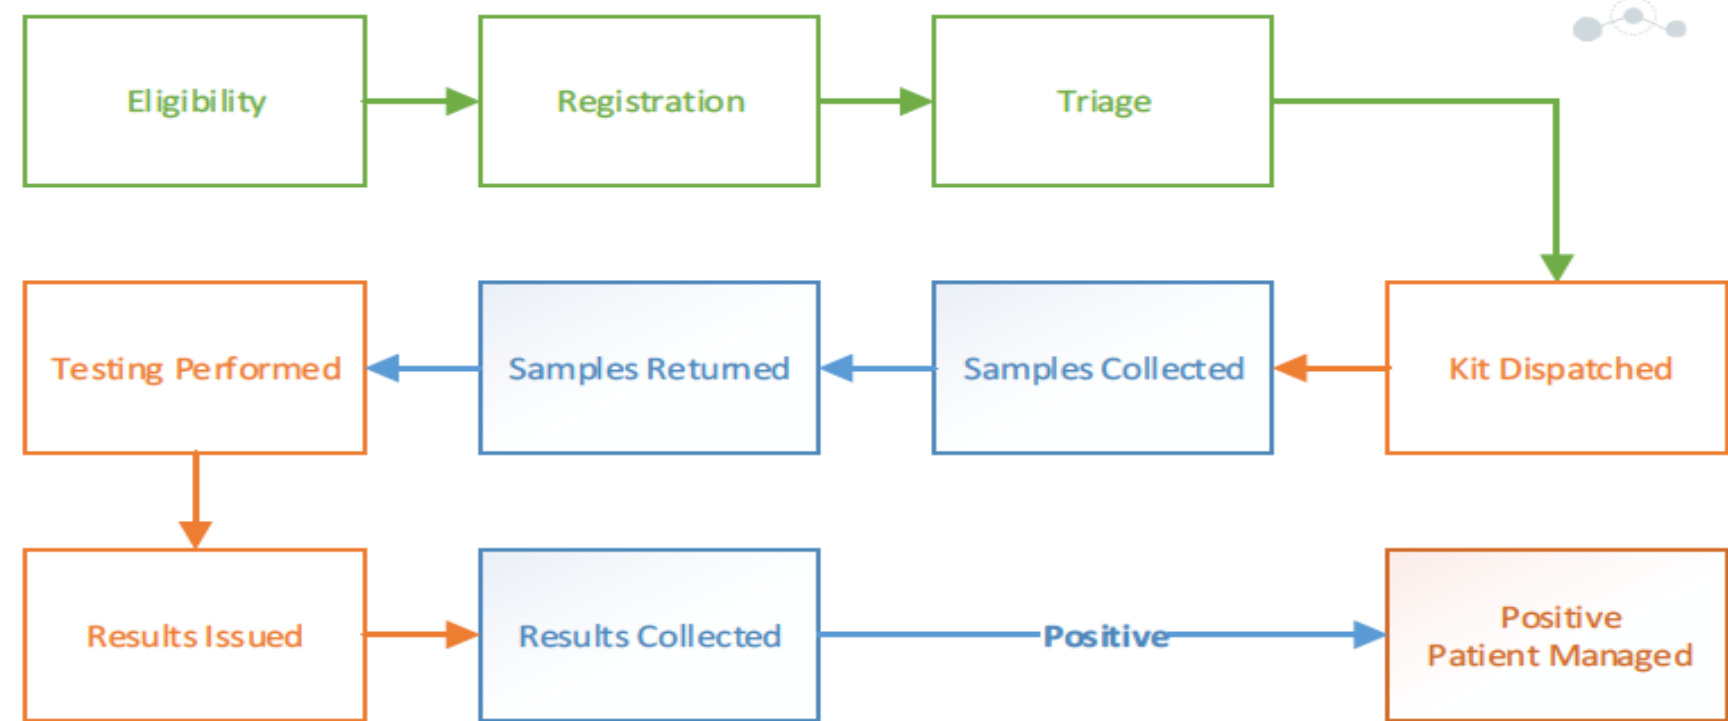 Eligibility
Registration
Triage
Testing Performed
Samples Returned
Samples Collected
Kit Dispatched
Results Issued
Results Collected
Positive
Positive
Patient Managed